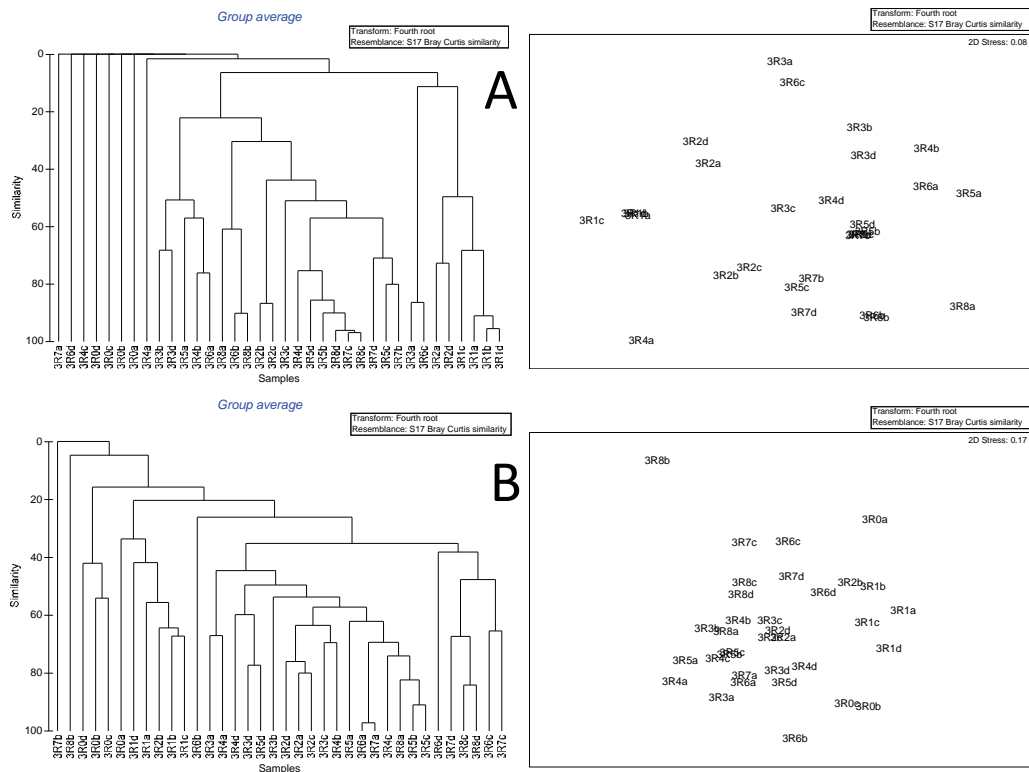 Group average
Transform: Fourth root
Resemblance: S17 Bray Curtis similarity
0
20
40
60
80
100
Similarity
3R7a 3R6d 3R4c 3R0d 3R0c 3R0b 3R0a 3R4a 3R3b 3R3d 3R5a 3R4b 3R6a 3R8a 3R6b 3R8b 3R2b 3R2c 3R3c 3R4d 3R5d 3R5b 3R7c 3R8c 3R7d 3R5c 3R7b 3R3a 3R6c 3R2a 3R2d 3R1c 3R1a 3R1b 3R1d
Samples
A
Transform: Fourth root
Resemblance: S17 Bray Curtis similarity
2D Stress: 0.08
3R3a
3R6c
3R3b
3R2d
3R4b
3R3d
3R2a
3R6a
3R5a
3R4d
3R3c
3R1c
3R5d
3R2c
3R2b
3R7b
3R5c
3R8a
3R7d
3R6b
3R8b
3R4a
Group average
Transform: Fourth root
Resemblance: S17 Bray Curtis similarity
0
20
40
60
80
100
Similarity
3R7b 3R8b 3R0d 3R0b 3R0c 3R0a 3R1d 3R1a 3R2b 3R1b 3R1c 3R6b 3R3a 3R4a 3R4d 3R3d 3R5d 3R3b 3R2d 3R2a 3R2c 3R3c 3R4b 3R5a 3R6a 3R7a 3R4c 3R8a 3R5b 3R5c 3R6d 3R7d 3R8c 3R8d 3R6c 3R7c
Samples
B
Transform: Fourth root
Resemblance: S17 Bray Curtis similarity
2D Stress: 0.17
3R8b
3R0a
3R7c 3R6c
3R7d
3R8c
3R2b
3R1b
3R8d
3R6d
3R1a
3R4b 3R3c
3R1c
3R3b
3R8a
3R2d
3R2a
3R1d
3R5c
3R5a
3R4c
3R4d
3R3d
3R7a
3R4a
3R6a
3R5d
3R3a
3R0c
3R0b
3R6b